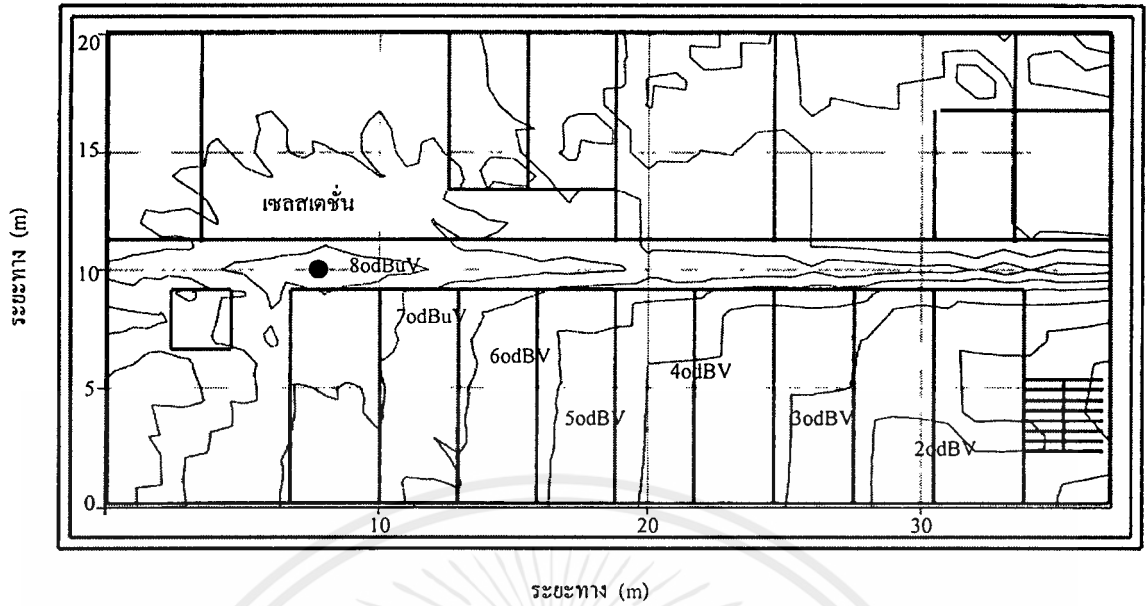 20
15
เซลสเตชั่น
ระยะทาง (m)
10
8odBuV
7odBuV
6odBV
4odBV
5
5odBV
3odBV
2odBV
0
10
20
30
ระยะทาง (m)